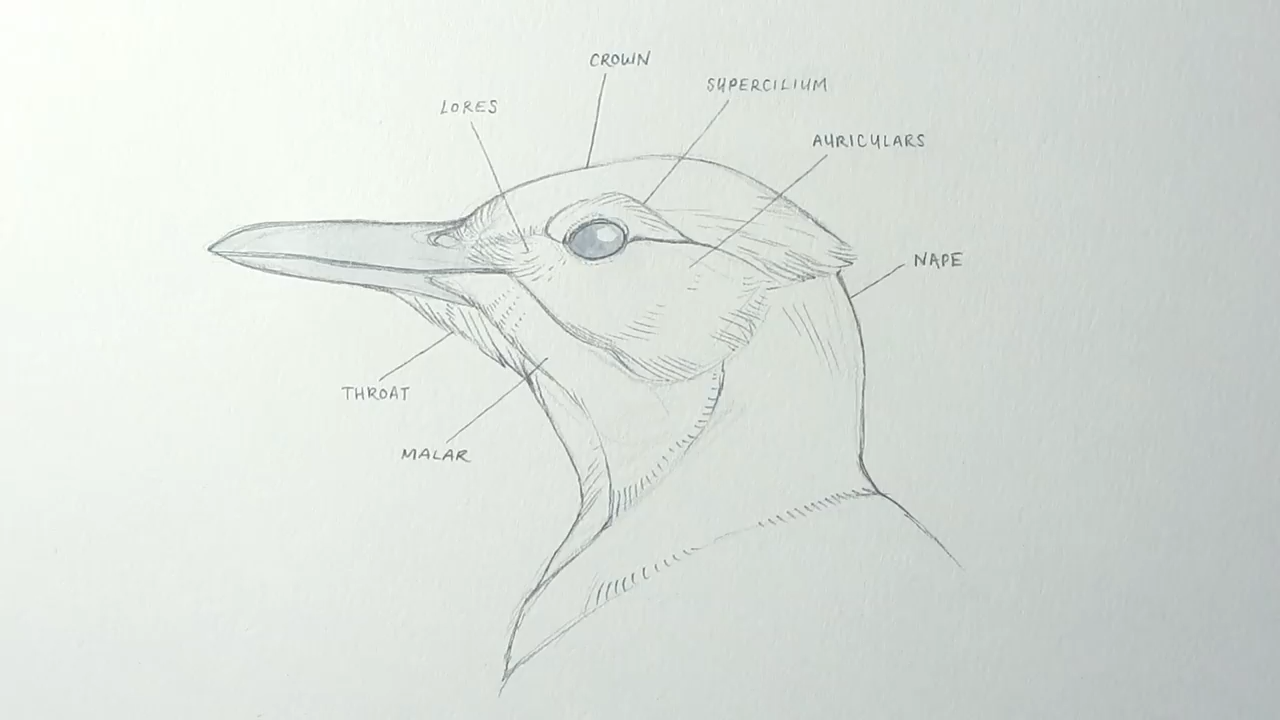 CROWN
SUPERCILIUM
LORES
AURICULARS
NAPE
THROAT
MALAR